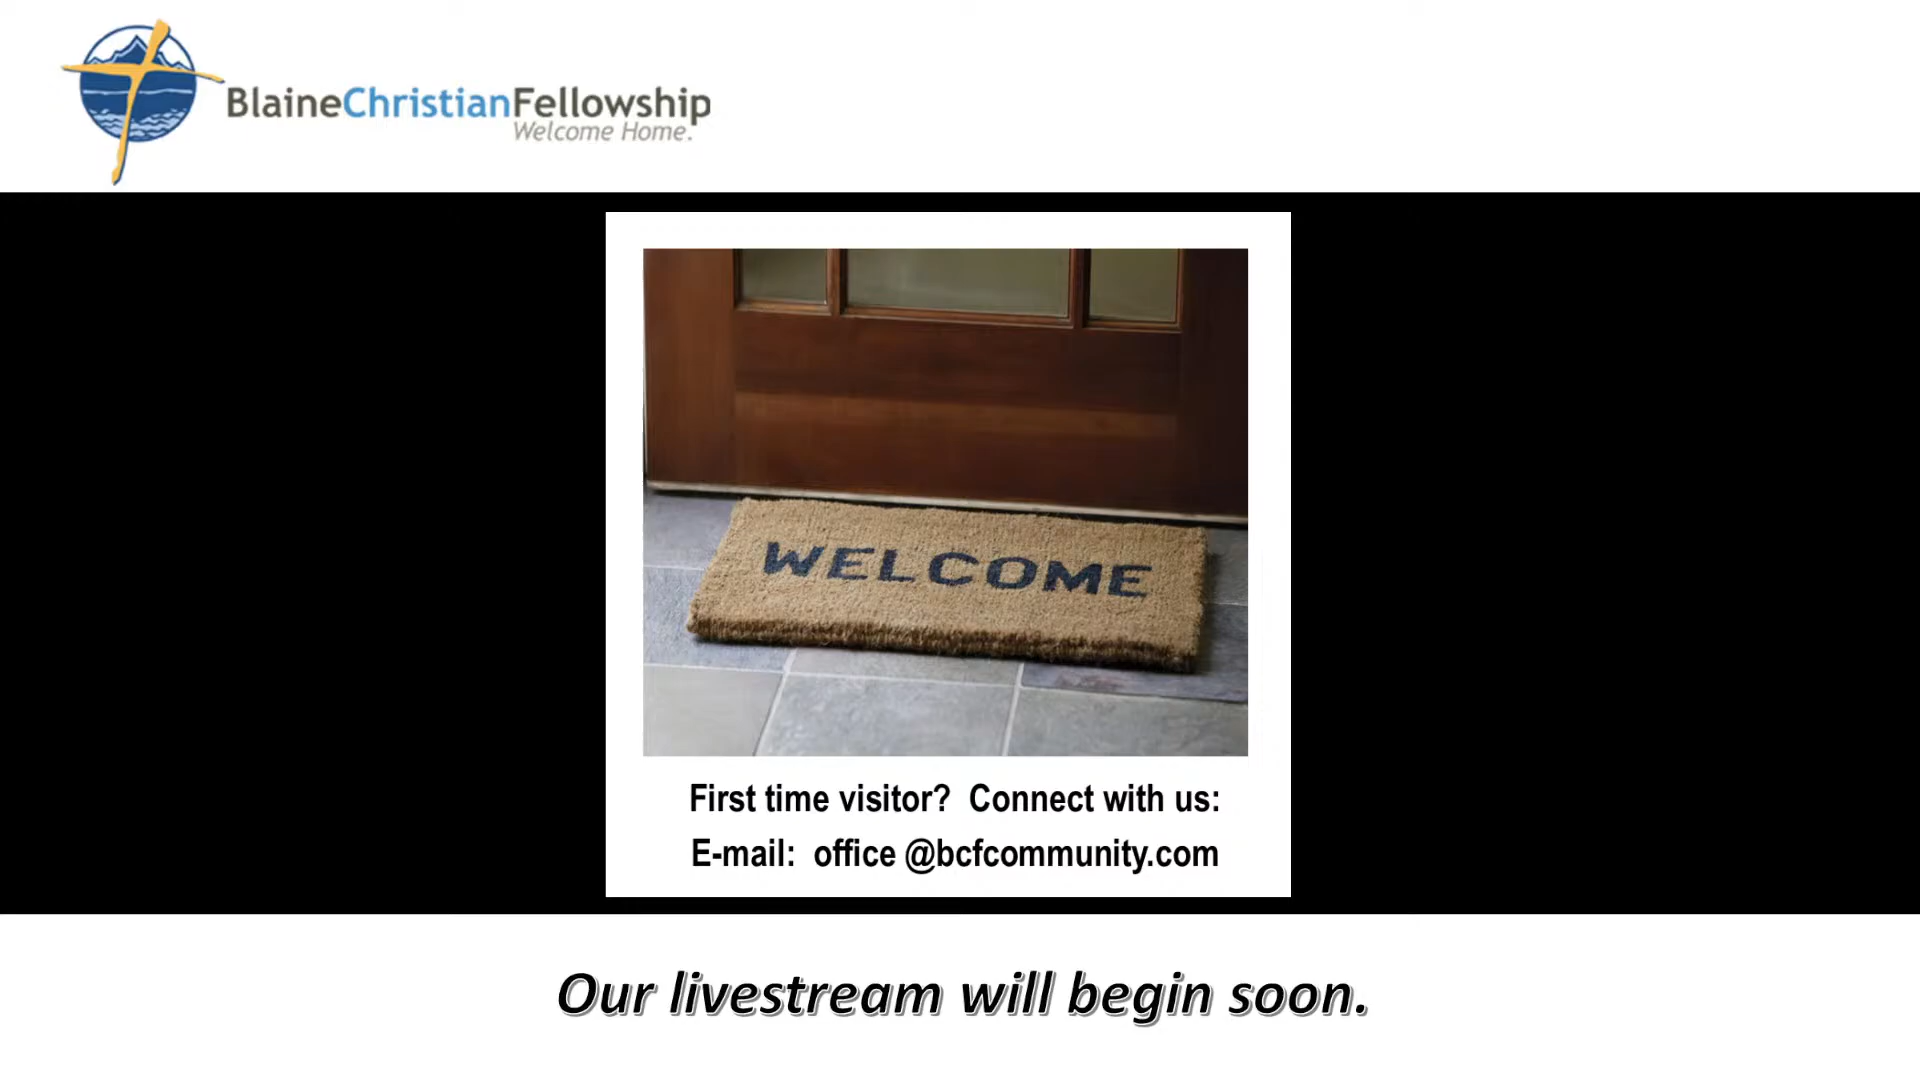 BlaineChristianFellowship
Welcome Home.
WELCOME
First time visitor?  Connect with us:
E-mail:  office @bcfcommunity.com
Our livestream will begin soon.